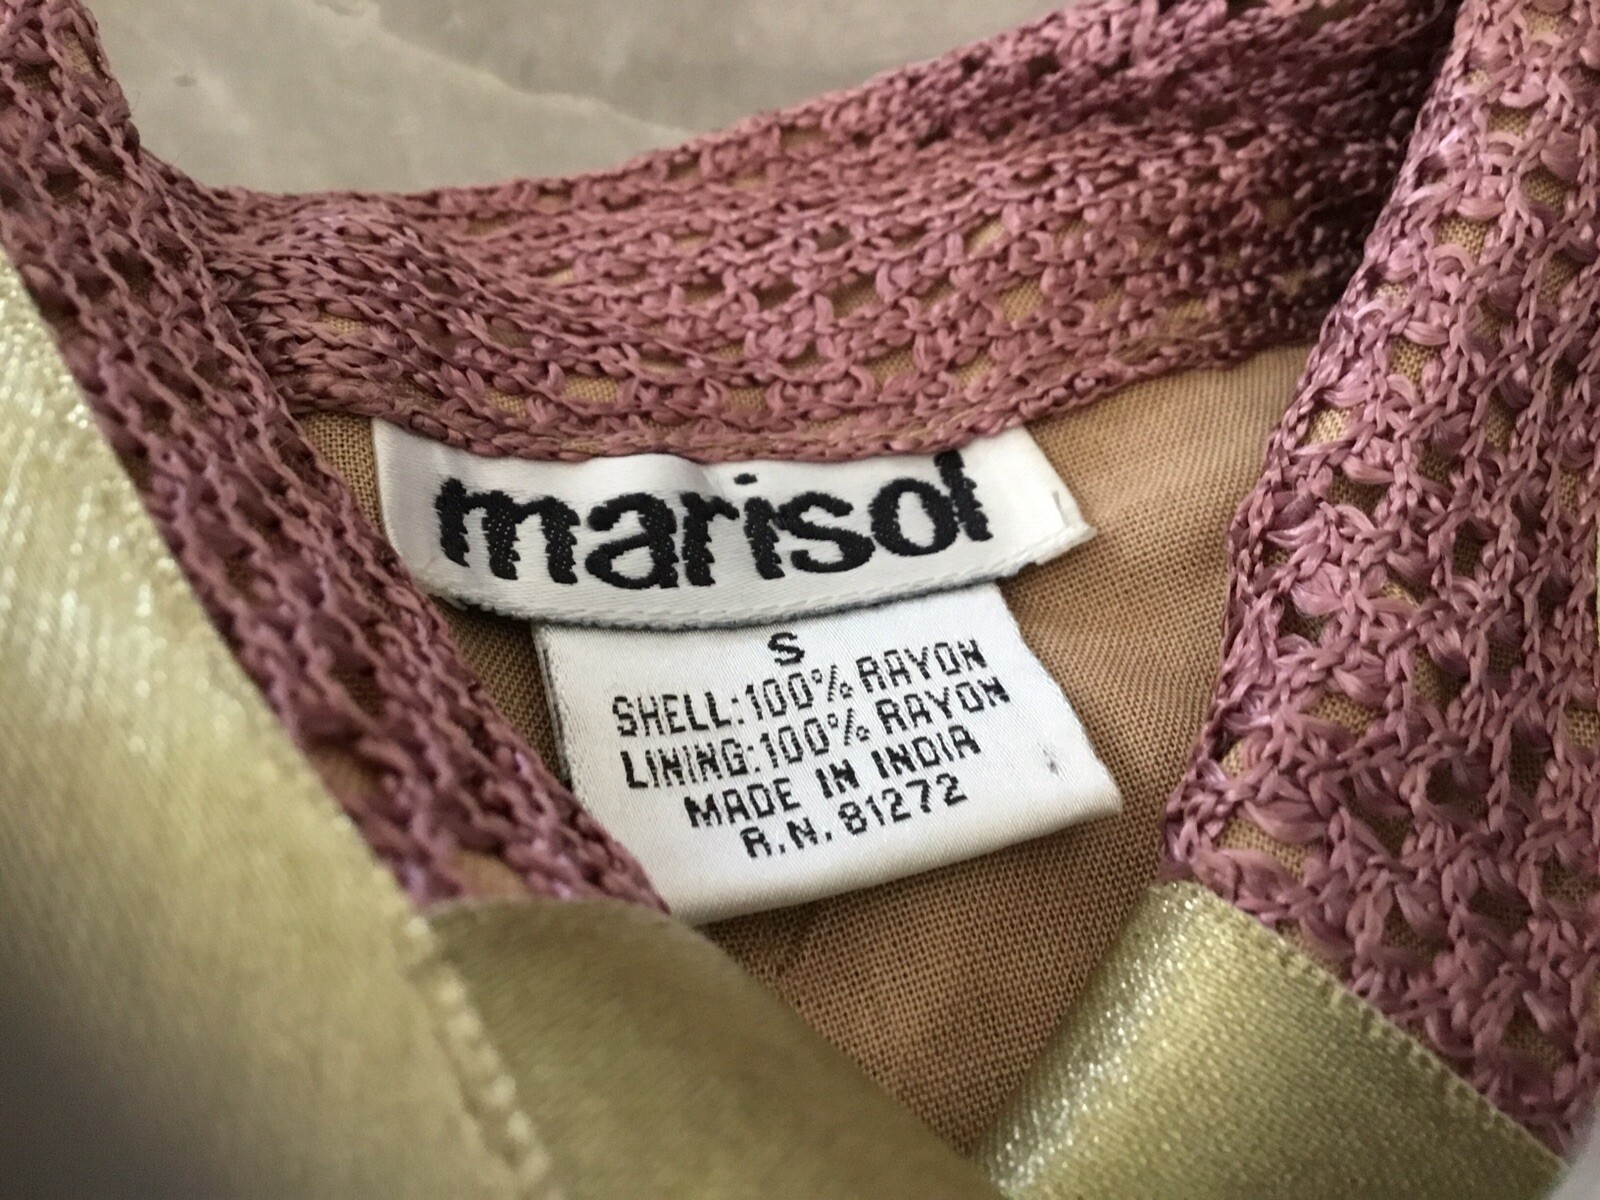 marisol
S
SHELL:100% RAYON
LINING:100% RAYON
MADE IN INDIA
R.N. 81272